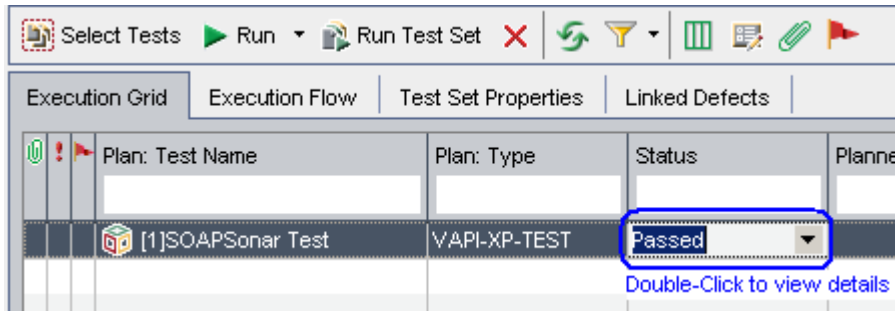 Select Tests Run Run Test Set
Execution Grid Execution Flow Test Set Properties Linked Defects
Plan: Test Name Plan: Type Status Planne
[1]SOAPSonar Test VAPI-XP-TEST Passed
Double-Click to view details